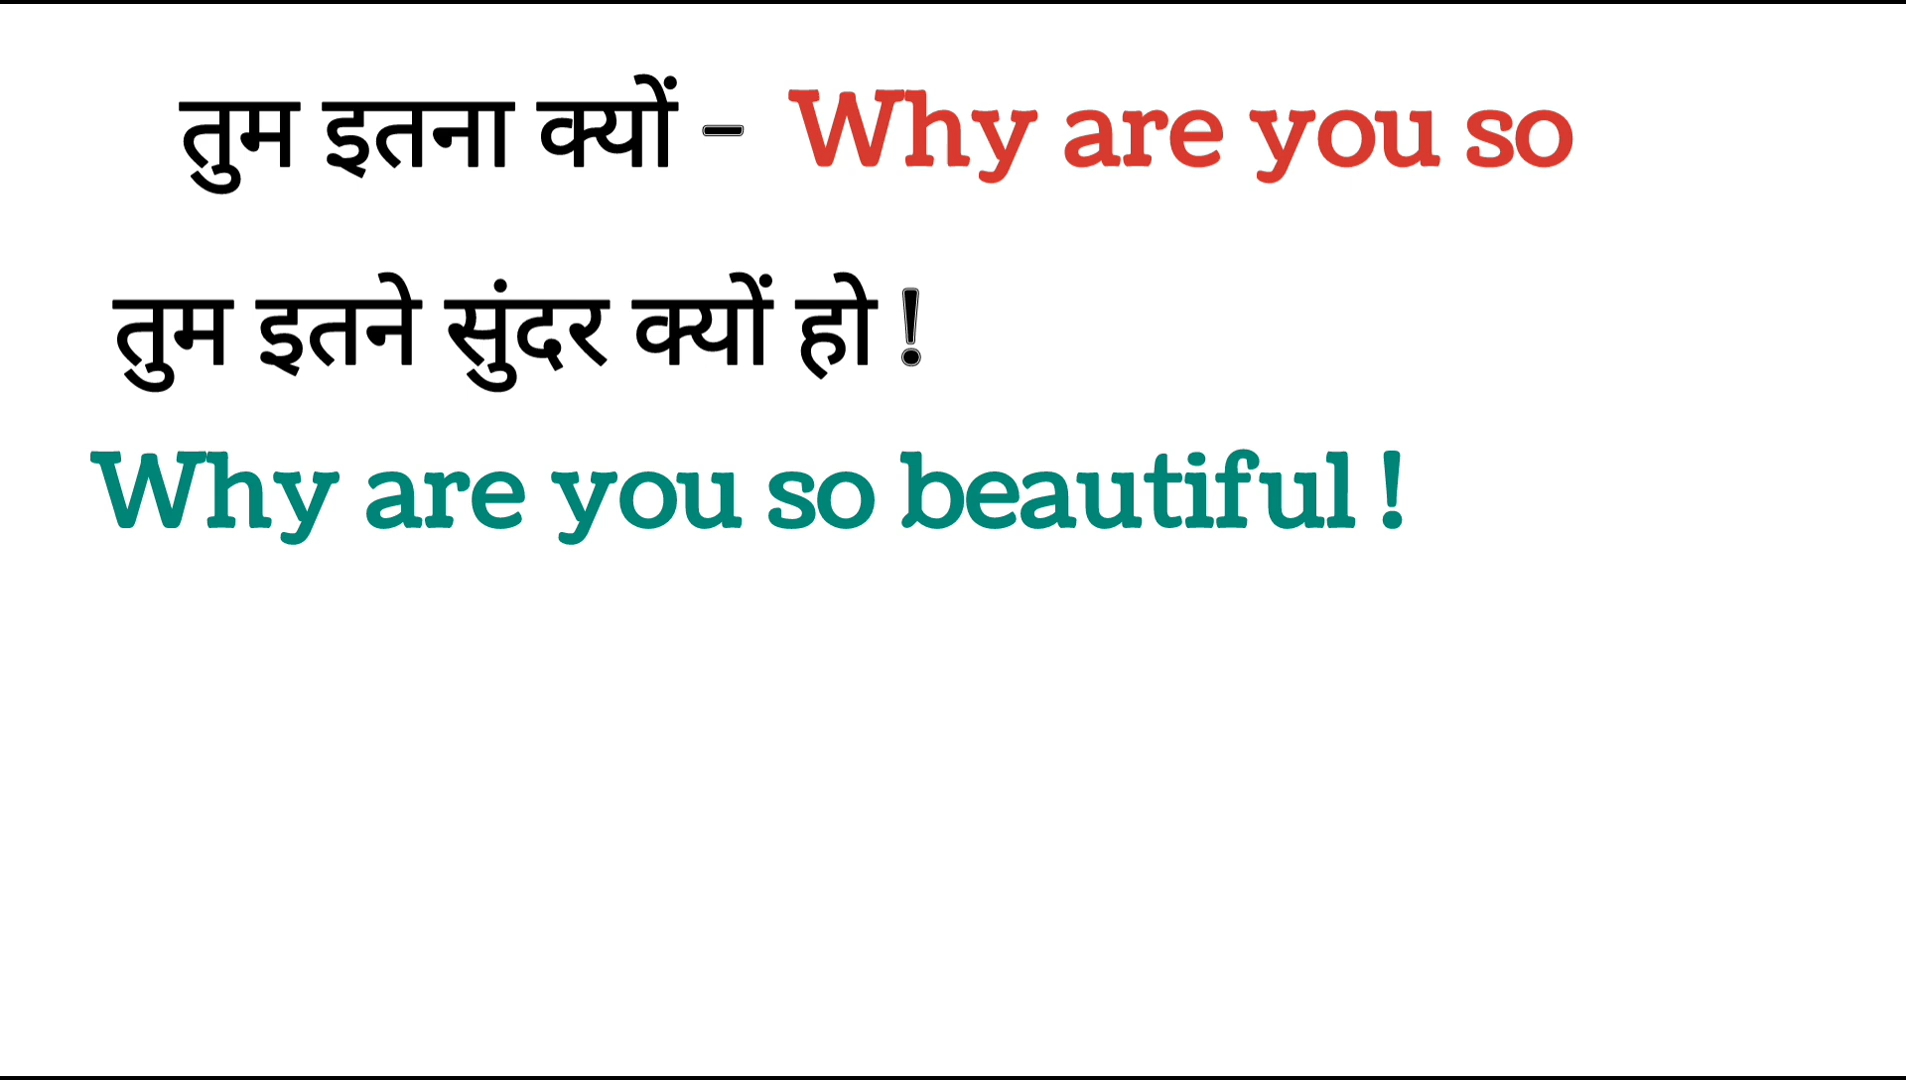 तुम इतना क्यों - Why are you so
तुम इतने सुंदर क्यों हो !
Why are you so beautiful !